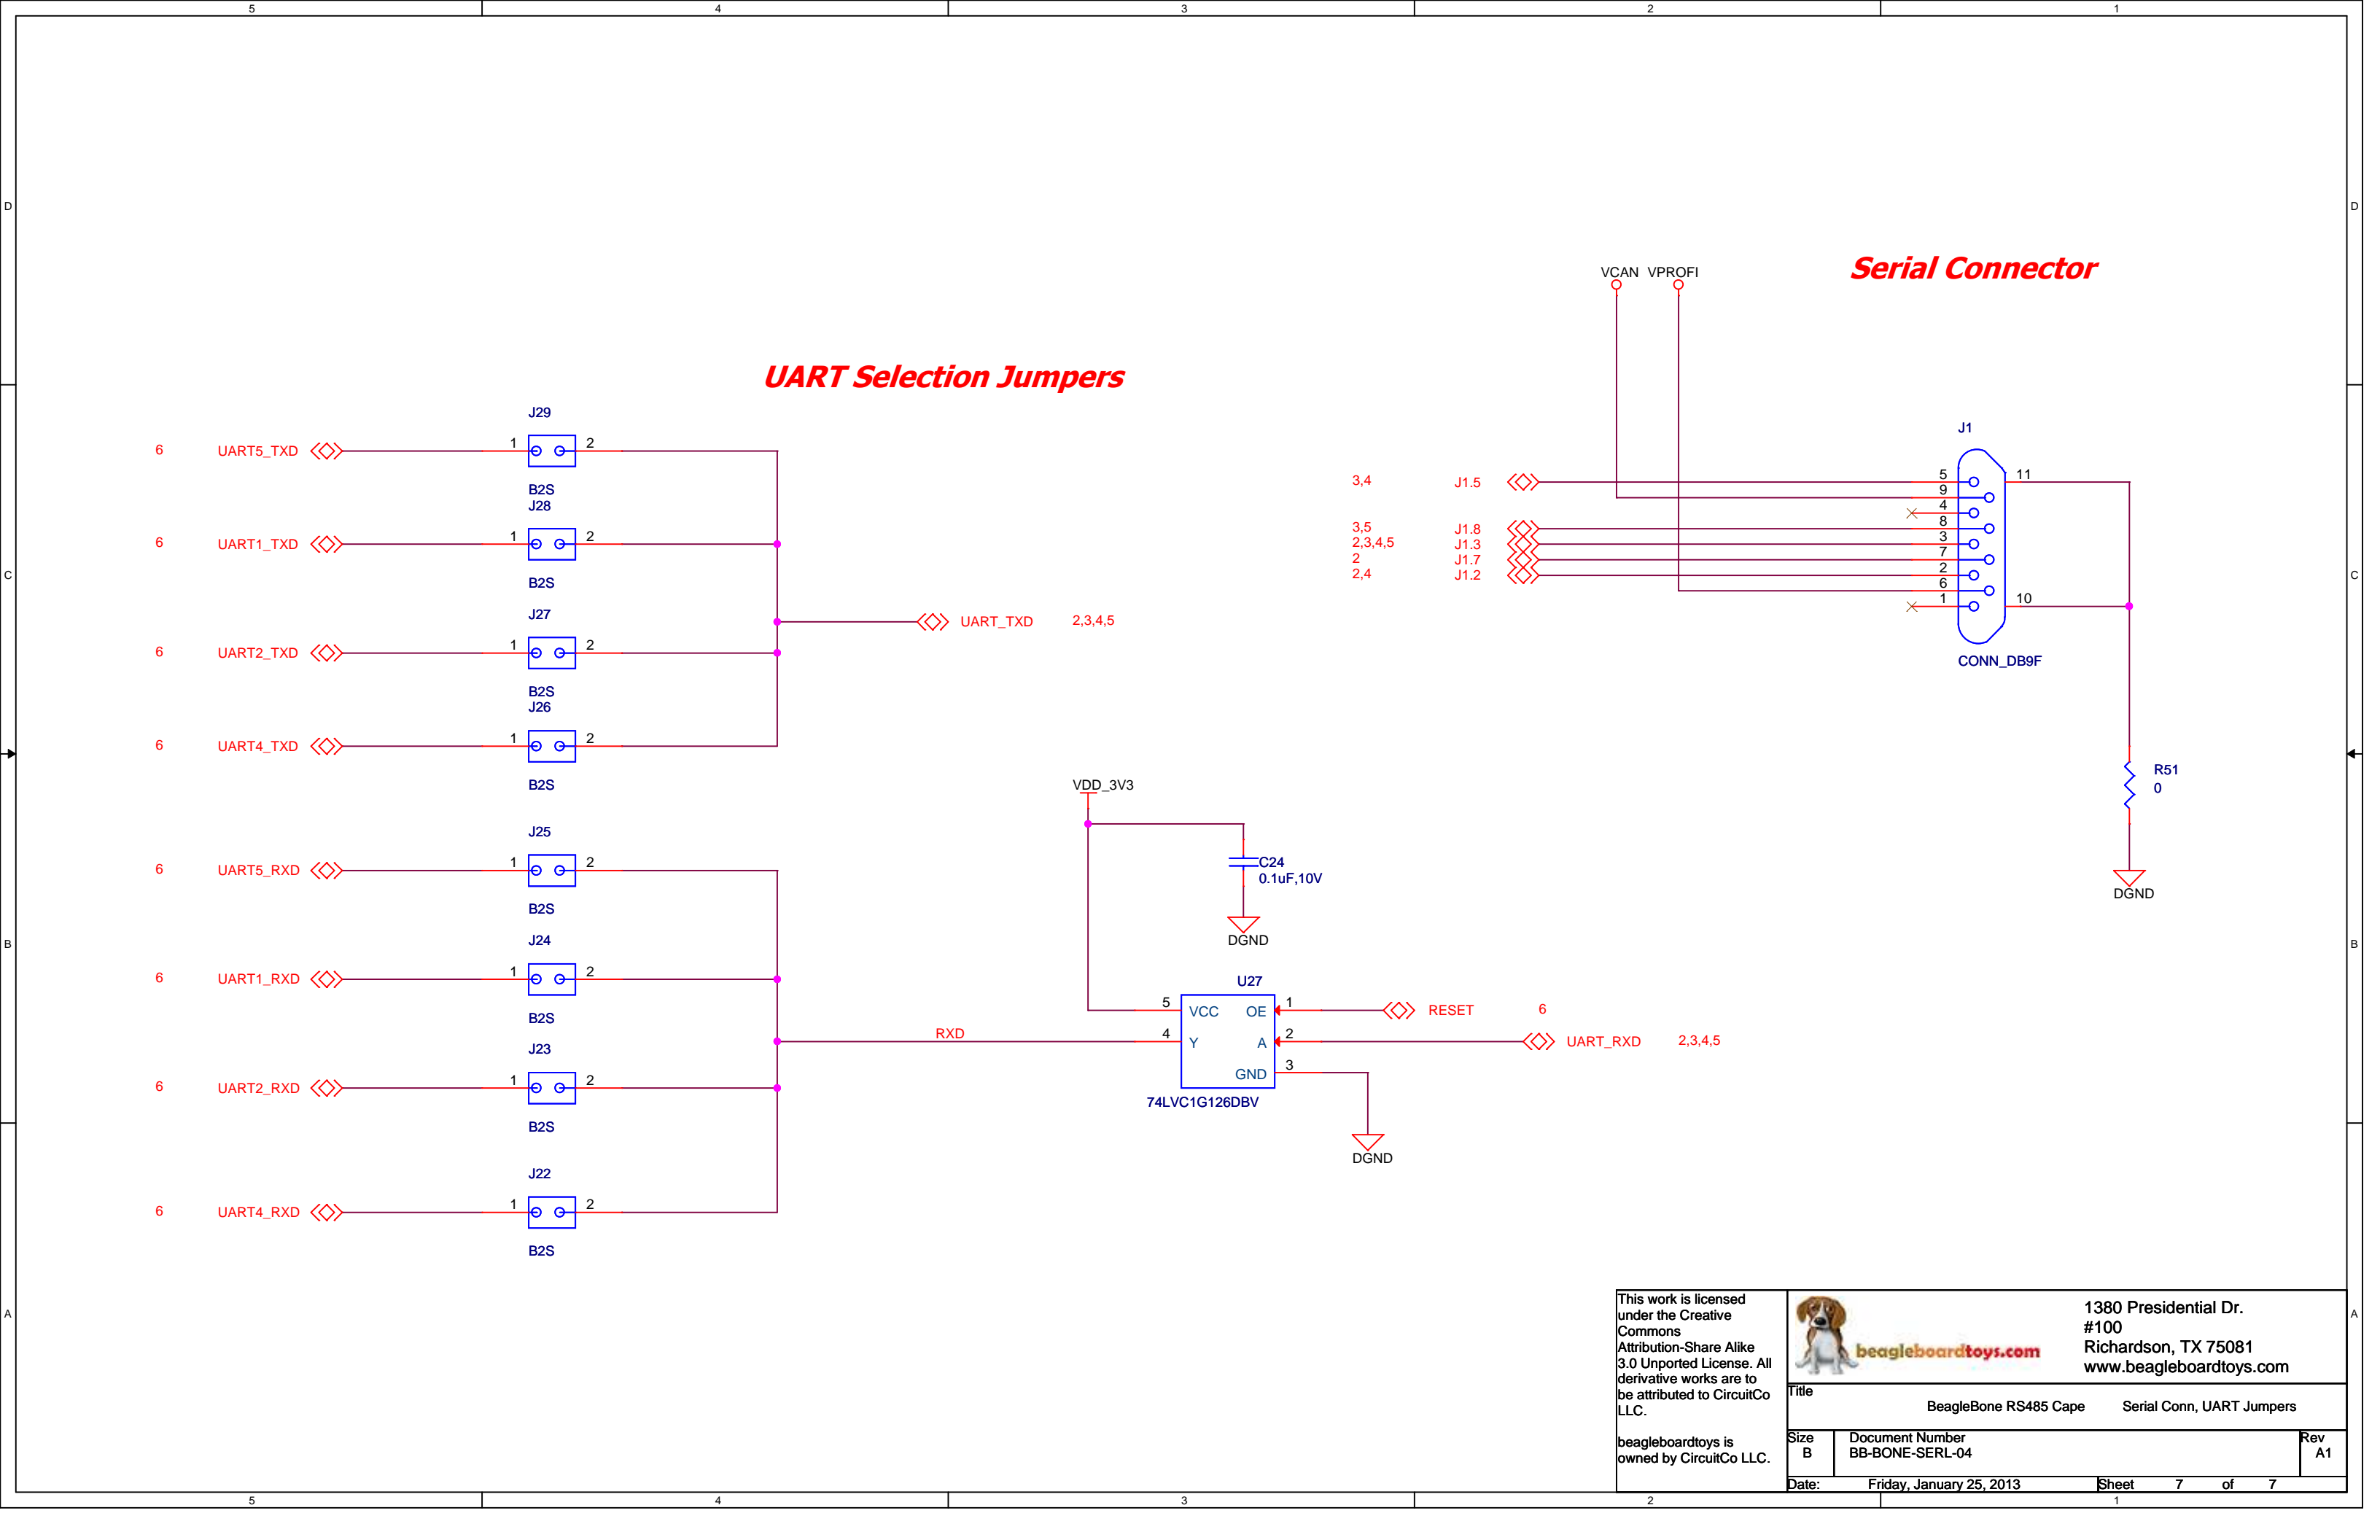 5 4 3 2 1
D D
C C
B B
A A
Serial Connector
VCAN VPROFI
UART Selection Jumpers
J29
6 UART5_TXD 1 2
B2S
J28
6 UART1_TXD 1 2
B2S
J27
6 UART2_TXD 1 2
B2S
J26
6 UART4_TXD 1 2
B2S
UART_TXD 2,3,4,5
J25
6 UART5_RXD 1 2
B2S
J24
6 UART1_RXD 1 2
B2S
J23
6 UART2_RXD 1 2
B2S
J22
6 UART4_RXD 1 2
B2S
RXD
VDD_3V3
C24
0.1uF,10V
DGND
U27
5 VCC OE 1 RESET 6
4 Y A 2 UART_RXD 2,3,4,5
GND 3
74LVC1G126DBV
DGND
J1
3,4 J1.5 5 11
9
4
3,5 J1.8 8
2,3,4,5 J1.3 3
2 J1.7 7
2,4 J1.2 2
6
1 10
CONN_DB9F
R51
0
DGND
This work is licensed
under the Creative
Commons
Attribution-Share Alike
3.0 Unported License. All
derivative works are to
be attributed to CircuitCo
LLC.
beagleboardtoys is
owned by CircuitCo LLC.
beagleboardtoys.com
1380 Presidential Dr.
#100
Richardson, TX 75081
www.beagleboardtoys.com
Title
BeagleBone RS485 Cape Serial Conn, UART Jumpers
Size Document Number Rev
B BB-BONE-SERL-04 A1
Date: Friday, January 25, 2013 Sheet 7 of 7
5 4 3 2 1